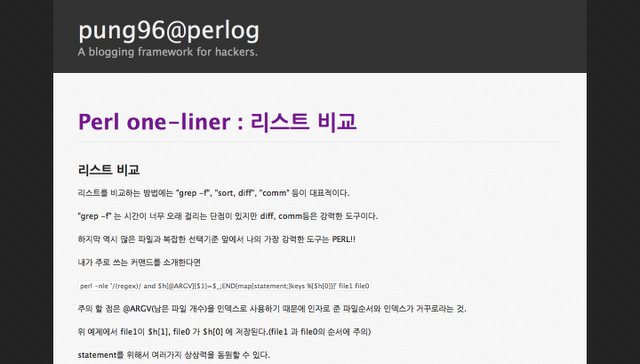 pung96@perlog
A blogging framework for hackers.
Perl one-liner : 리스트 비교
리스트 비교
리스트를 비교하는 방법에는 "grep -f", "sort, diff", "comm" 등이 대표적이다.
"grep -f" 는 시간이 너무 오래 걸리는 단점이 있지만 diff, comm등은 강력한 도구이다.
하지막 역시 많은 파일과 복잡한 선택기준 앞에서 나의 가장 강력한 도구는 PERL!!
내가 주로 쓰는 커맨드를 소개한다면
perl -nle '/(regex)/ and $h[@ARGV]{$1}=$_;END{map{statement;}keys %{$h[0]}}' file1 file0
주의 할 점은 @ARGV(남은 파일 개수)을 인덱스로 사용하기 때문에 인자로 준 파일순서와 인덱스가 거꾸로라는 것.
위 예제에서 file1이 $h[1], file0 가 $h[0] 에 저장된다.(file1 과 file0의 순서에 주의)
statement를 위해서 여러가지 상상력을 동원할 수 있다.